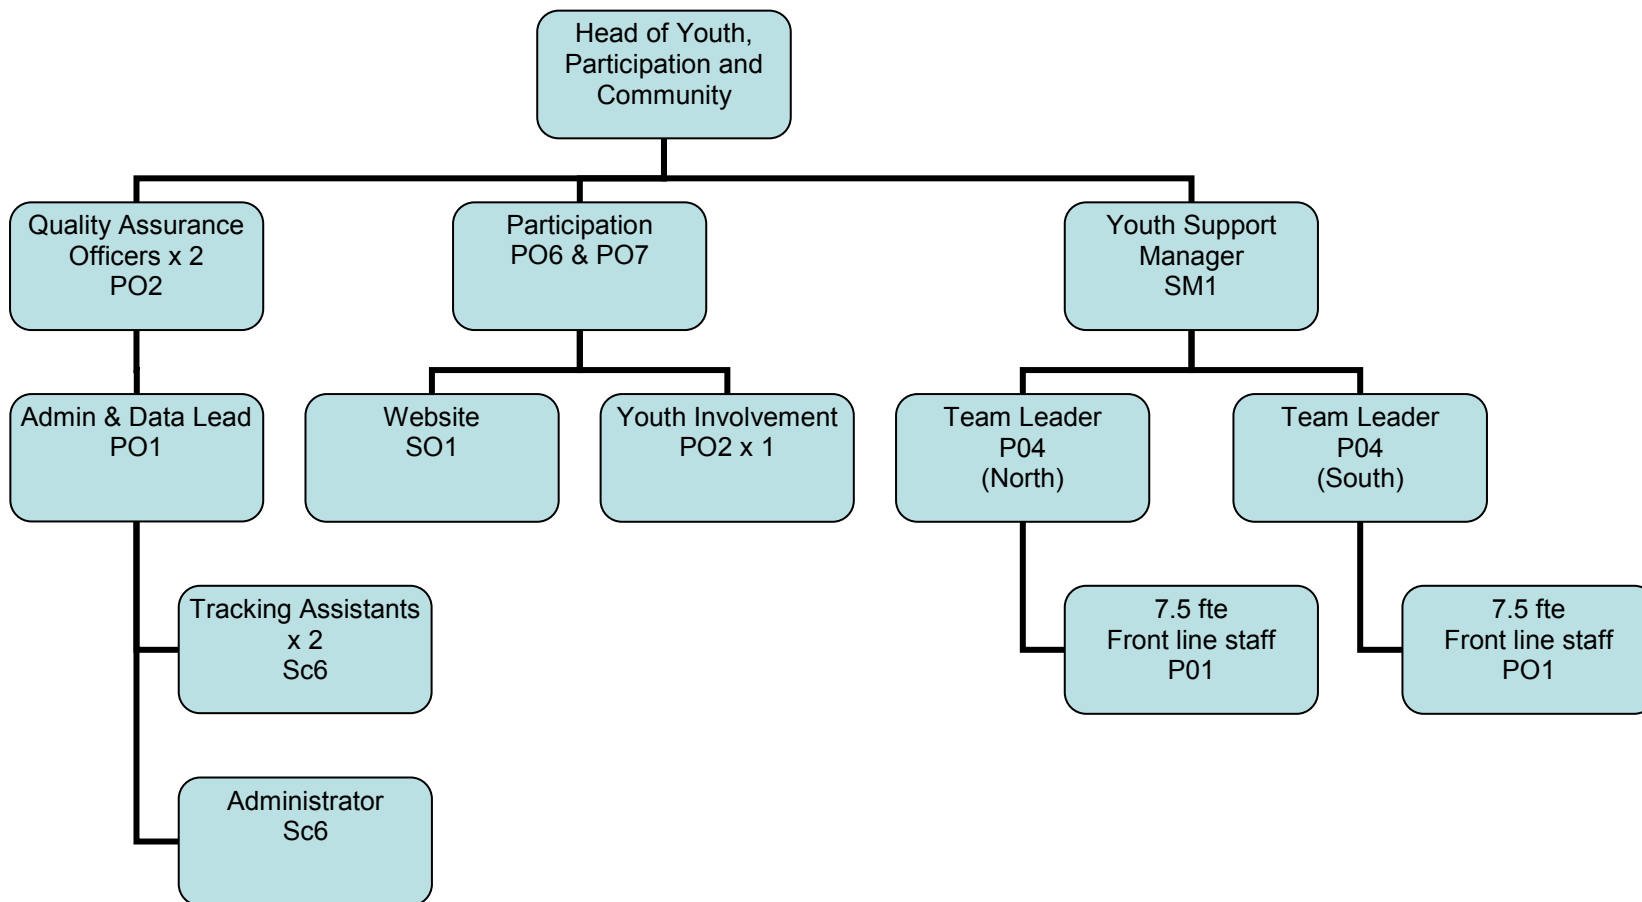 Head of Youth,
Participation and
Community
Quality Assurance
Officers x 2
PO2
Participation
PO6 & PO7
Youth Support
Manager
SM1
Admin & Data Lead
PO1
Website
SO1
Youth Involvement
PO2 x 1
Team Leader
P04
(North)
Team Leader
P04
(South)
Tracking Assistants
x 2
Sc6
7.5 fte
Front line staff
P01
7.5 fte
Front line staff
PO1
Administrator
Sc6